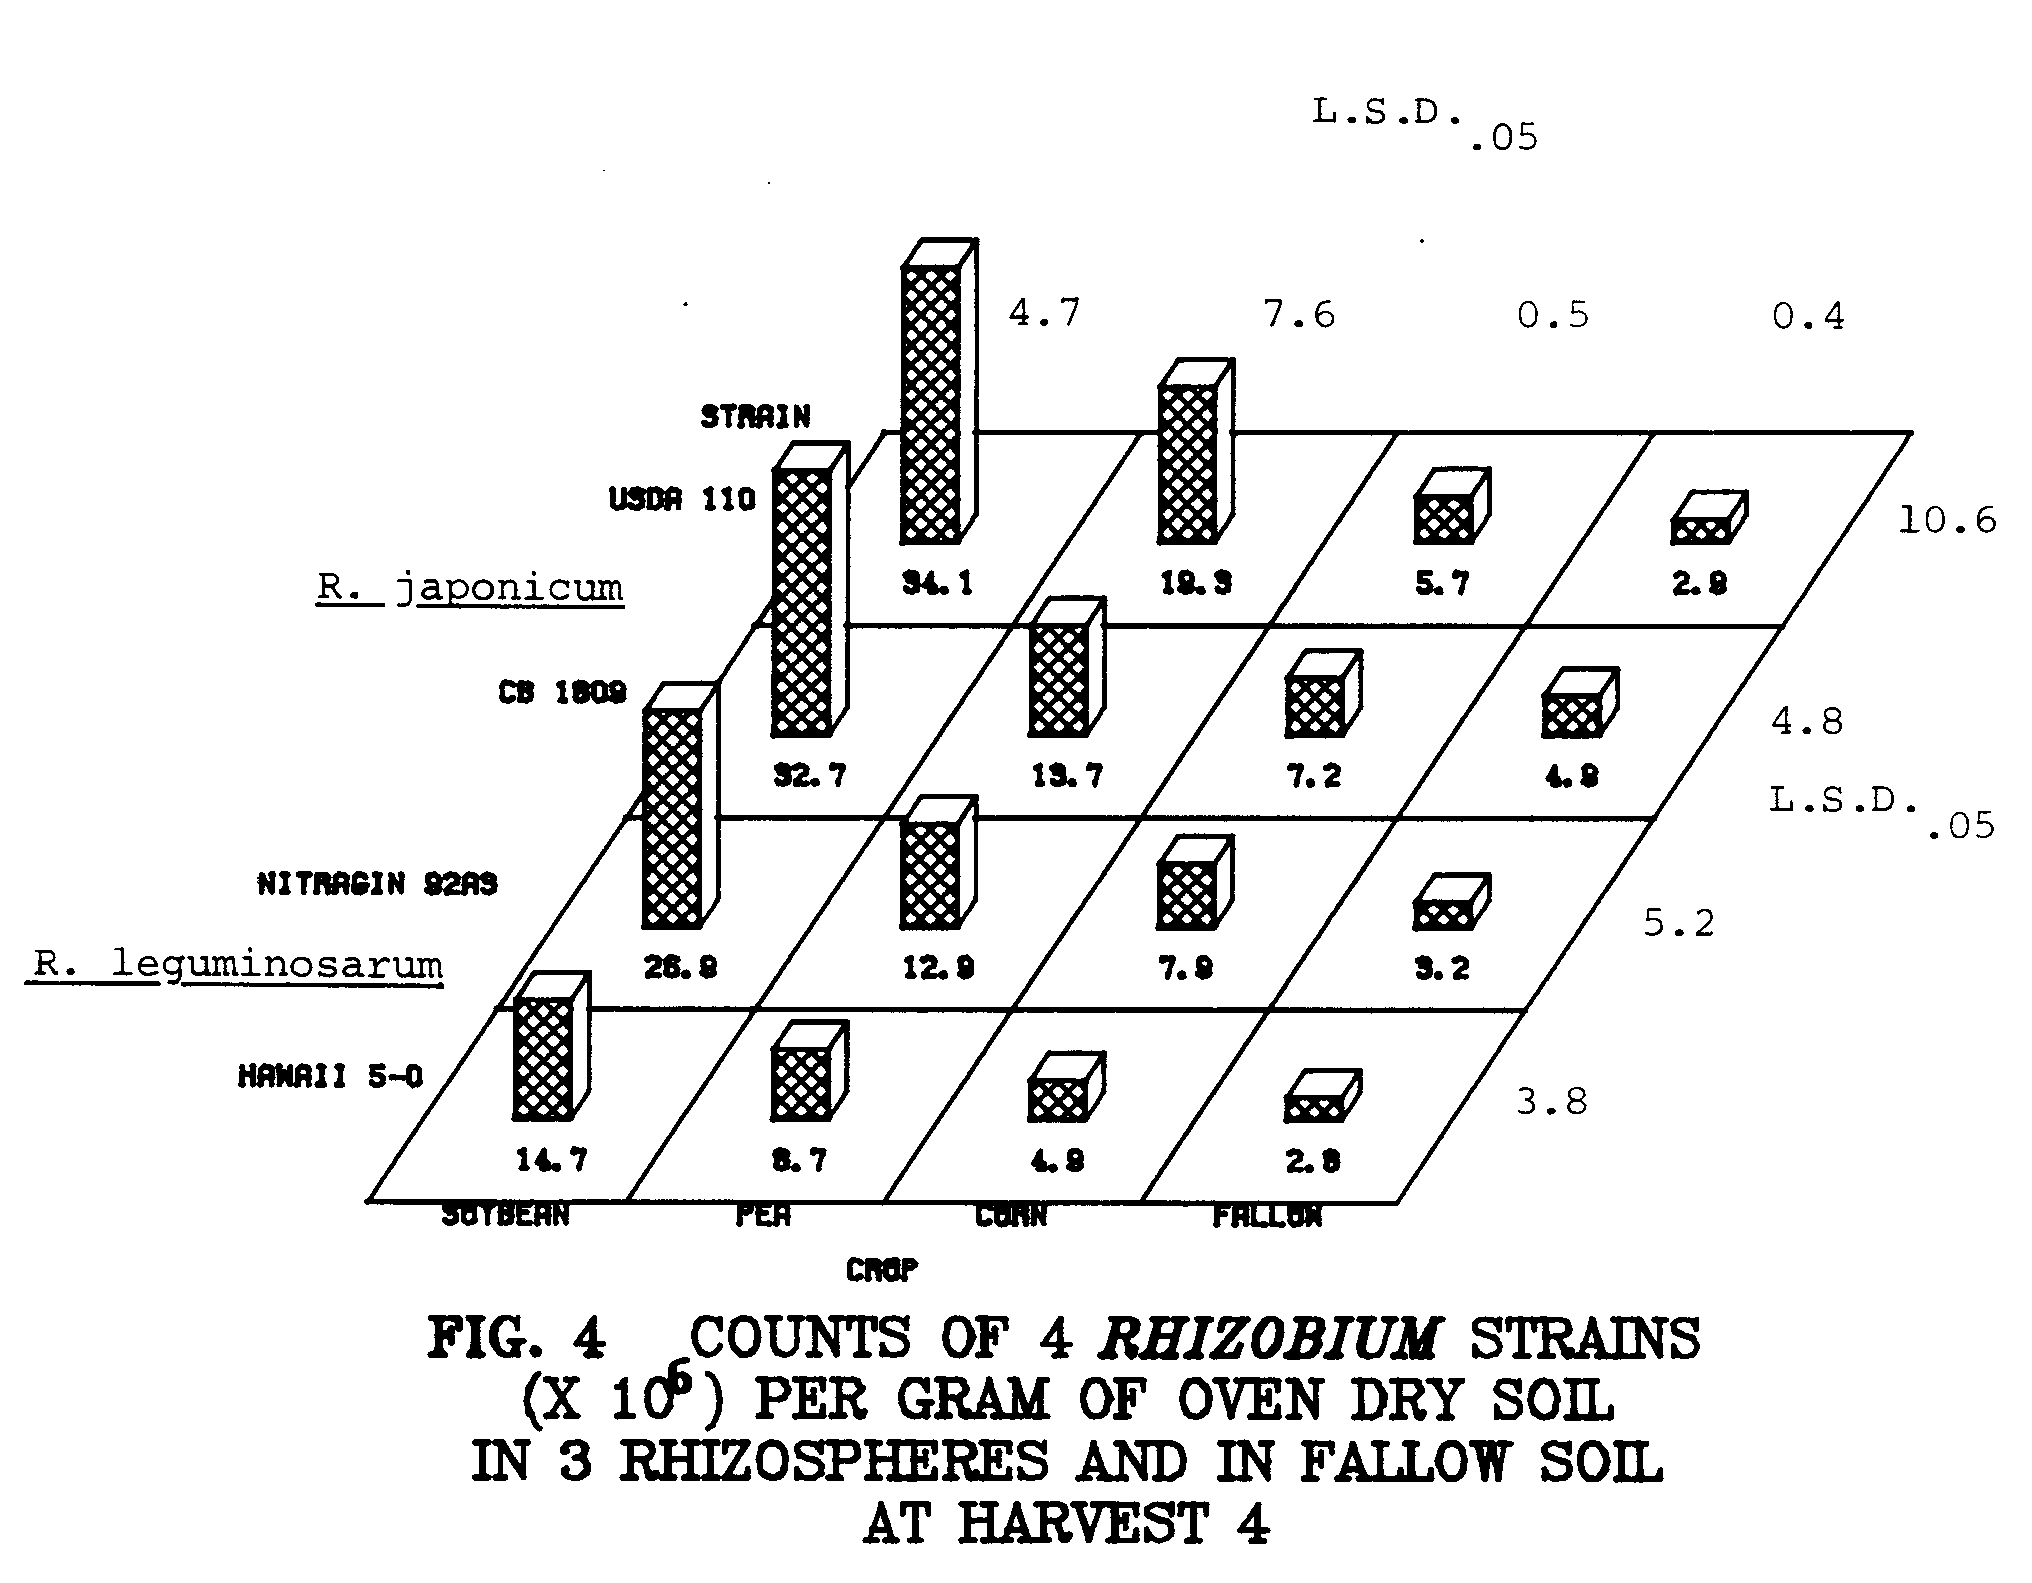 L.S.D. .05
4.7 7.6 0.5 0.4
STRAIN
USDA 110
10.6
34.1 19.3 5.7 2.9
R. japonicum
CB 1809
4.8
32.7 13.7 7.2 4.9
L.S.D. .05
NITRAGIN 92A3
5.2
26.9 12.9 7.9 3.2
R. leguminosarum
HAWAII 5-0
3.8
14.7 8.7 4.9 2.8
SOYBEAN PEA CORN FALLOW
CROP
FIG. 4 COUNTS OF 4 RHIZOBIUM STRAINS
(X 10⁶) PER GRAM OF OVEN DRY SOIL
IN 3 RHIZOSPHERES AND IN FALLOW SOIL
AT HARVEST 4